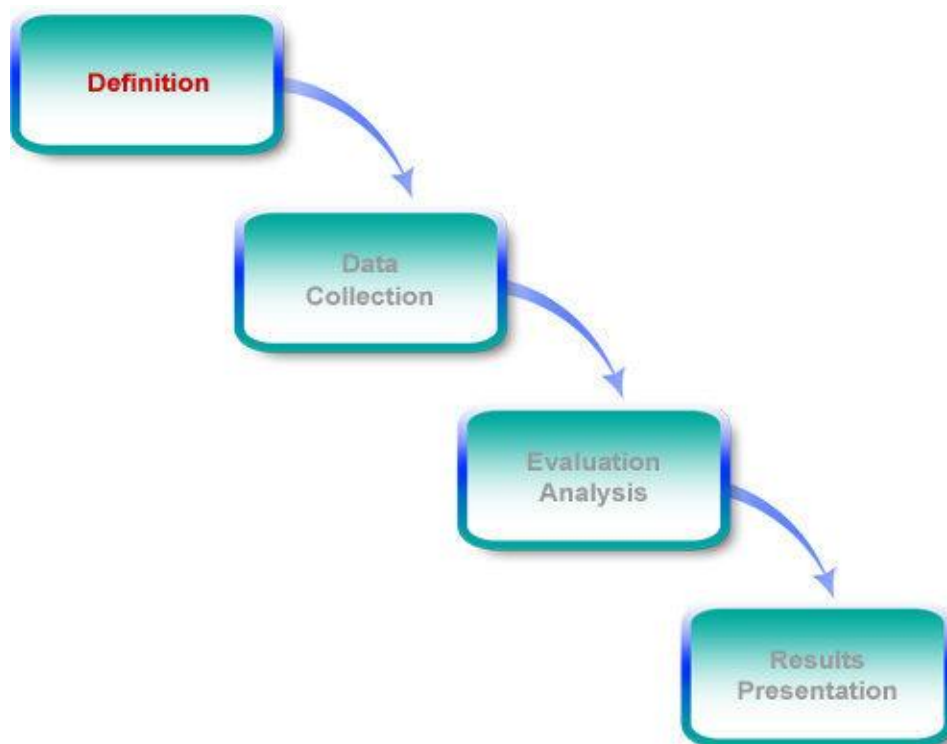 Definition
Data
Collection
Evaluation
Analysis
Results
Presentation